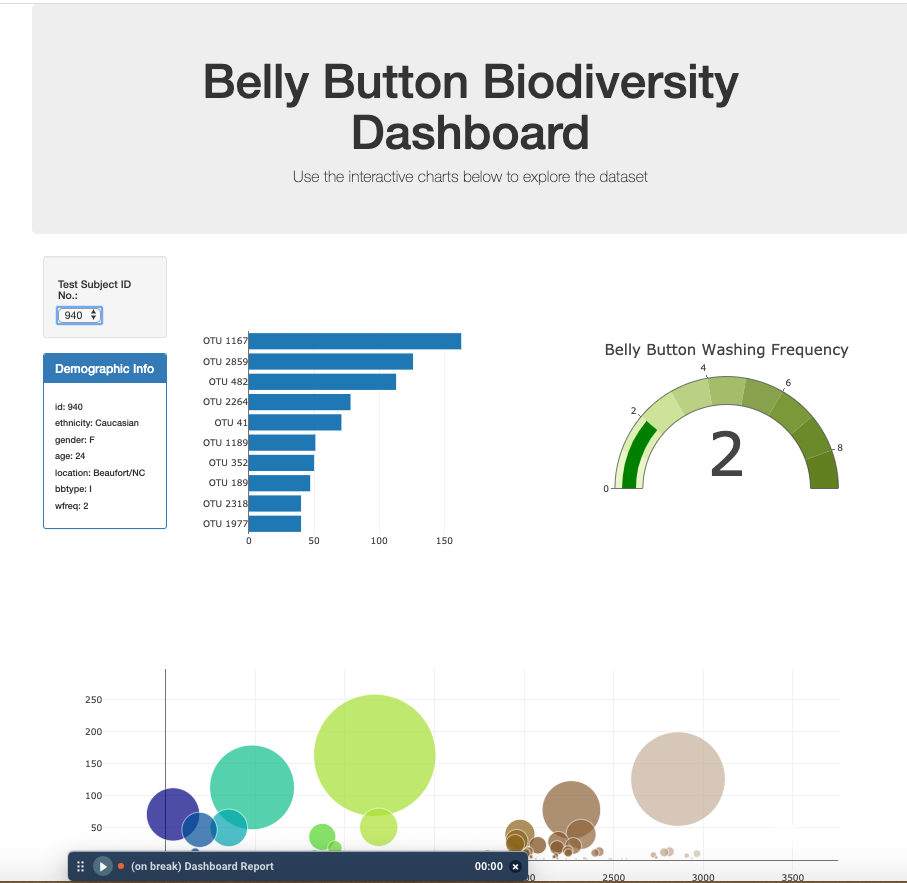 Belly Button Biodiversity
Dashboard
Use the interactive charts below to explore the dataset
Test Subject ID
No.:
940
Demographic Info
id: 940
ethnicity: Caucasian
gender: F
age: 24
location: Beaufort/NC
bbtype: I
wfreq: 2
OTU 1167
OTU 2859
OTU 482
OTU 2264
OTU 41
OTU 1189
OTU 352
OTU 189
OTU 2318
OTU 1977
0 50 100 150
Belly Button Washing Frequency
0 2 4 6 8
2
250
200
150
100
50
2500 3000 3500
(on break) Dashboard Report 00:00